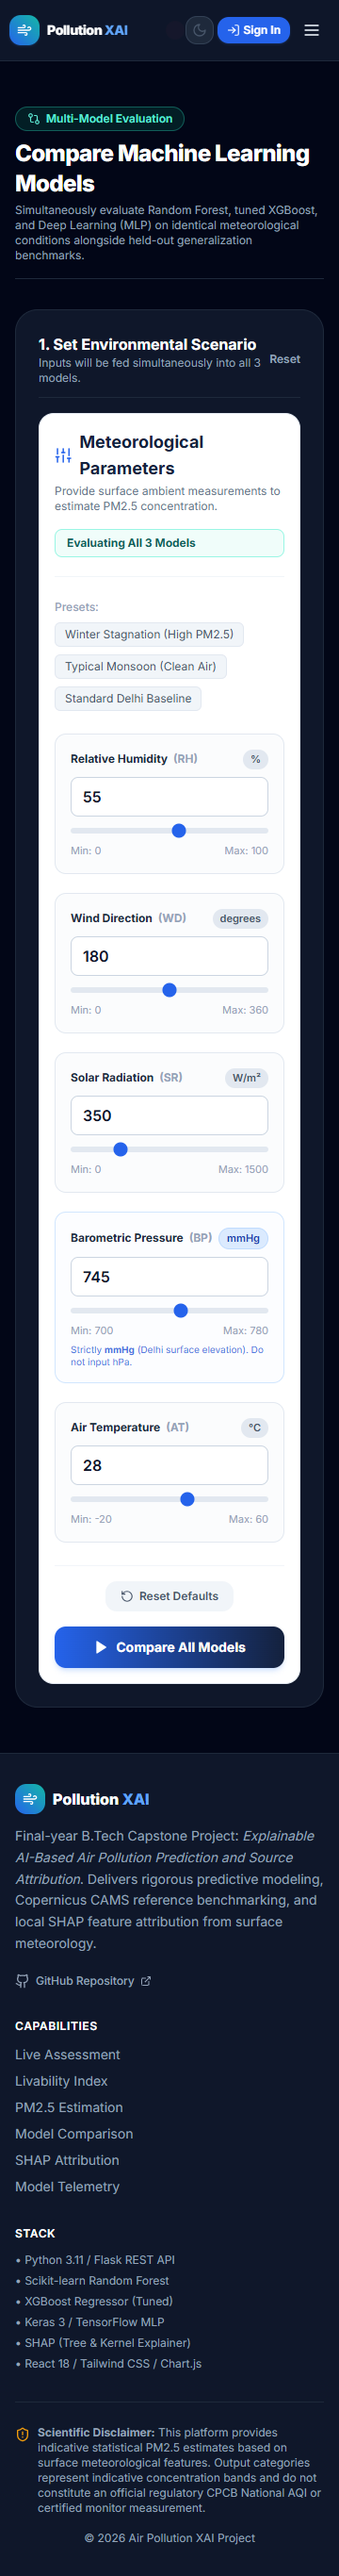 Pollution XAI
Sign In
Multi-Model Evaluation
Compare Machine Learning
Models
Simultaneously evaluate Random Forest, tuned XGBoost,
and Deep Learning (MLP) on identical meteorological
conditions alongside held-out generalization
benchmarks.
1. Set Environmental Scenario
Inputs will be fed simultaneously into all 3
models.
Reset
Meteorological
Parameters
Provide surface ambient measurements to
estimate PM2.5 concentration.
Evaluating All 3 Models
Presets:
Winter Stagnation (High PM2.5)
Typical Monsoon (Clean Air)
Standard Delhi Baseline
Relative Humidity (RH) %
55
Min: 0 Max: 100
Wind Direction (WD) degrees
180
Min: 0 Max: 360
Solar Radiation (SR) W/m²
350
Min: 0 Max: 1500
Barometric Pressure (BP) mmHg
745
Min: 700 Max: 780
Strictly mmHg (Delhi surface elevation). Do
not input hPa.
Air Temperature (AT) °C
28
Min: -20 Max: 60
Reset Defaults
Compare All Models
Pollution XAI
Final-year B.Tech Capstone Project: Explainable
AI-Based Air Pollution Prediction and Source
Attribution. Delivers rigorous predictive modeling,
Copernicus CAMS reference benchmarking, and
local SHAP feature attribution from surface
meteorology.
GitHub Repository
CAPABILITIES
Live Assessment
Livability Index
PM2.5 Estimation
Model Comparison
SHAP Attribution
Model Telemetry
STACK
• Python 3.11 / Flask REST API
• Scikit-learn Random Forest
• XGBoost Regressor (Tuned)
• Keras 3 / TensorFlow MLP
• SHAP (Tree & Kernel Explainer)
• React 18 / Tailwind CSS / Chart.js
Scientific Disclaimer: This platform provides
indicative statistical PM2.5 estimates based on
surface meteorological features. Output categories
represent indicative concentration bands and do not
constitute an official regulatory CPCB National AQI or
certified monitor measurement.
© 2026 Air Pollution XAI Project